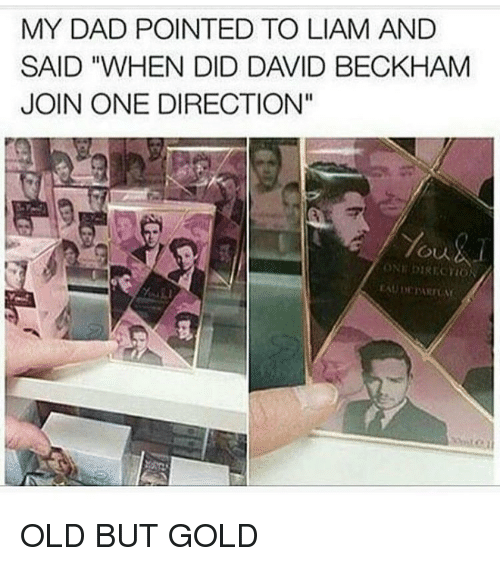 MY DAD POINTED TO LIAM AND
SAID "WHEN DID DAVID BECKHAM
JOIN ONE DIRECTION"
You & I
ONE DIRECTION
EAU DE PARFUM
You & I
OLD BUT GOLD